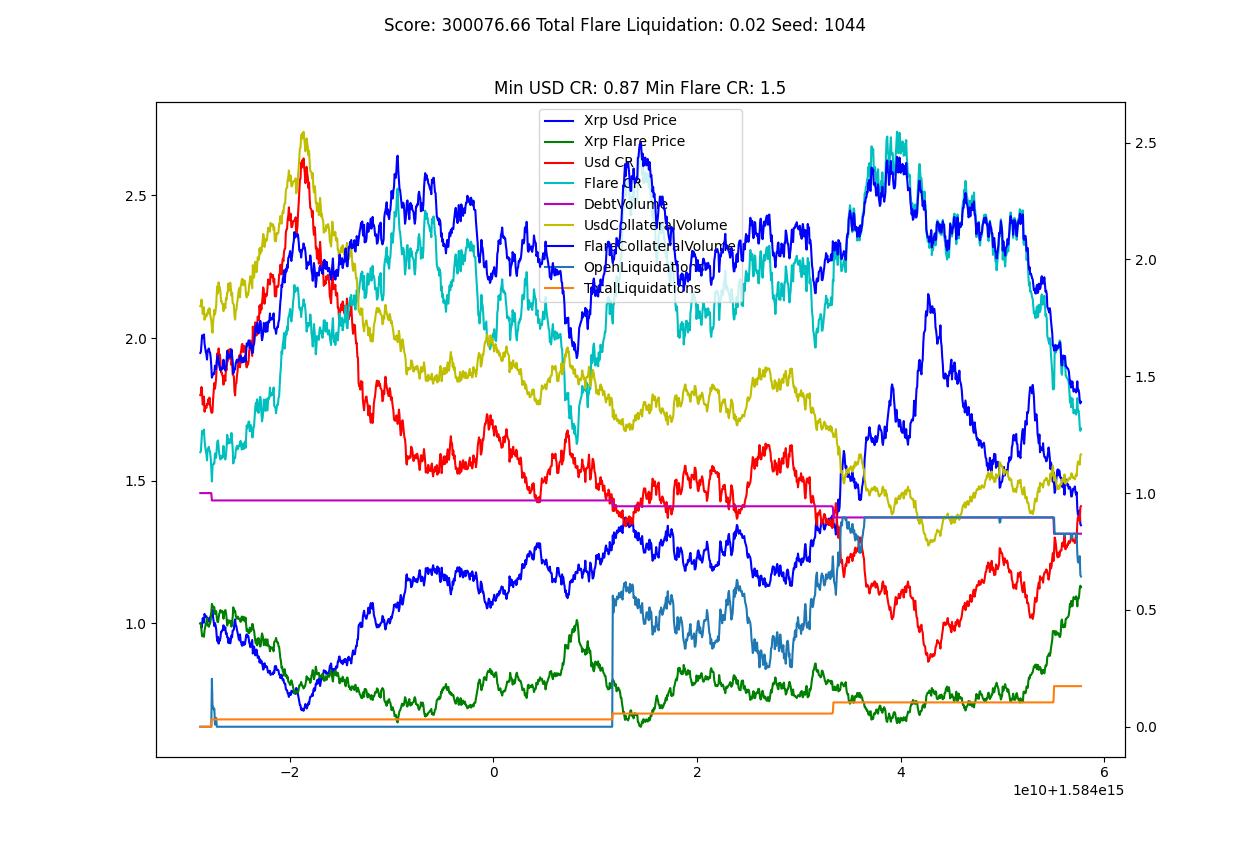 Score: 300076.66 Total Flare Liquidation: 0.02 Seed: 1044
Min USD CR: 0.87 Min Flare CR: 1.5
Xrp Usd Price
Xrp Flare Price
Usd CR
Flare CR
DebtVolume
UsdCollateralVolume
FlareCollateralVolume
OpenLiquidations
TotalLiquidations
2.5
2.0
1.5
1.0
2.5
2.0
1.5
1.0
0.5
0.0
−2
0
2
4
6
1e10+1.584e15